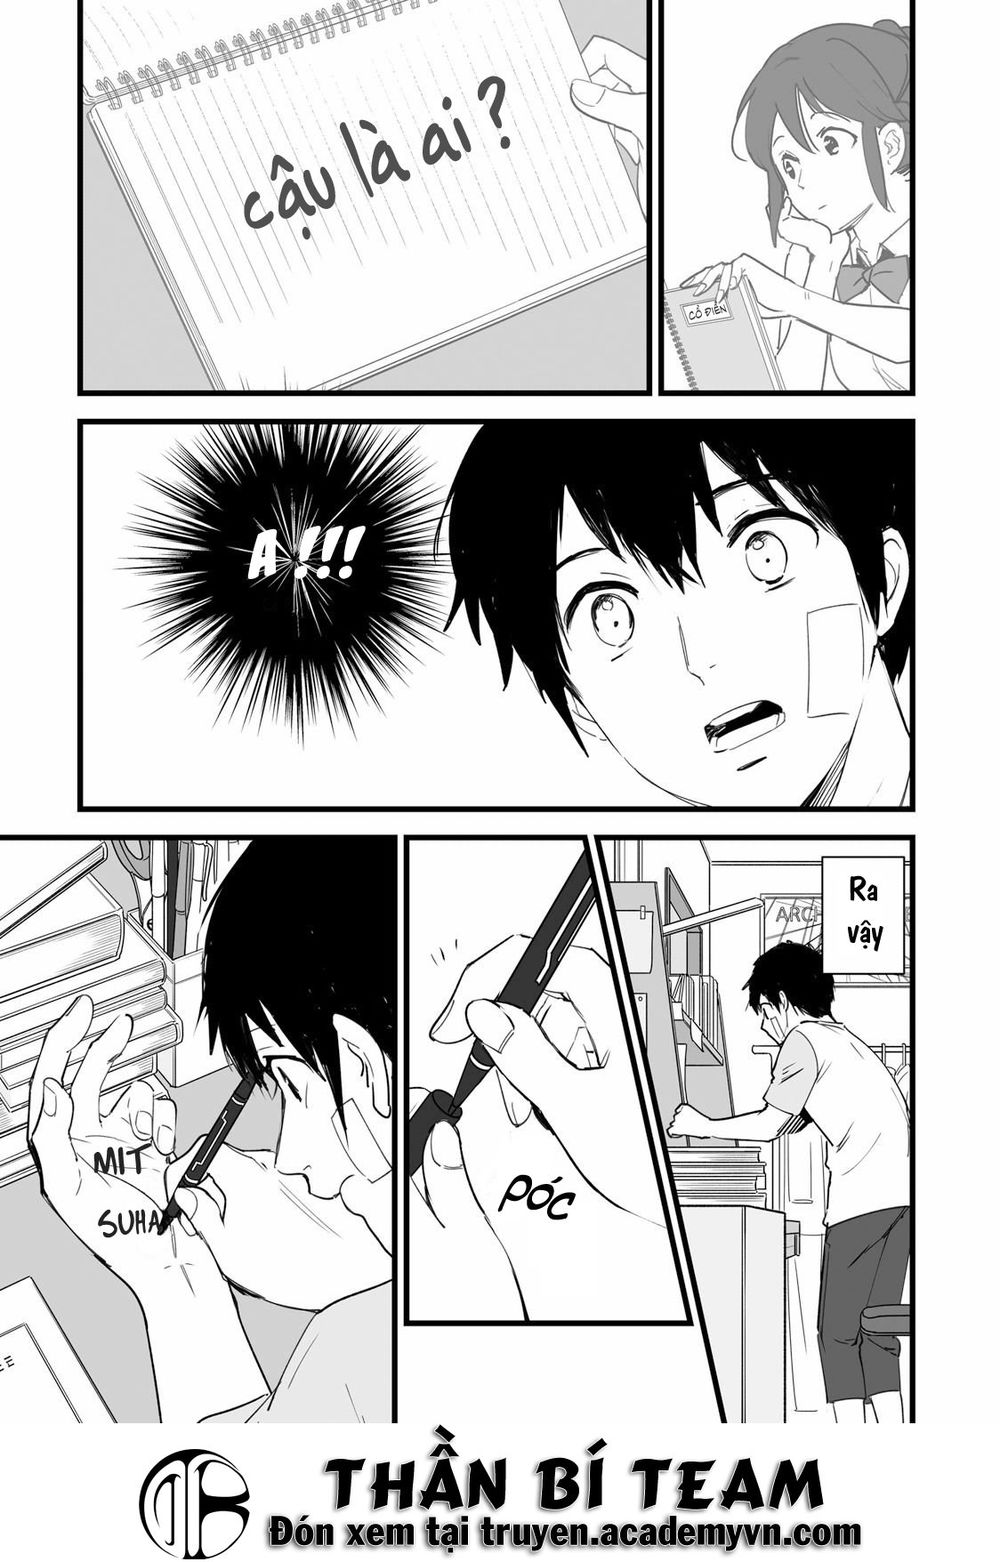 cậu là ai ?
CỔ ĐIỂN
A !!!
Ra
vậy
ARCH
PÓC
MIT
SUHA
EE
THẦN BÍ TEAM
Đón xem tại truyen.academyvn.com